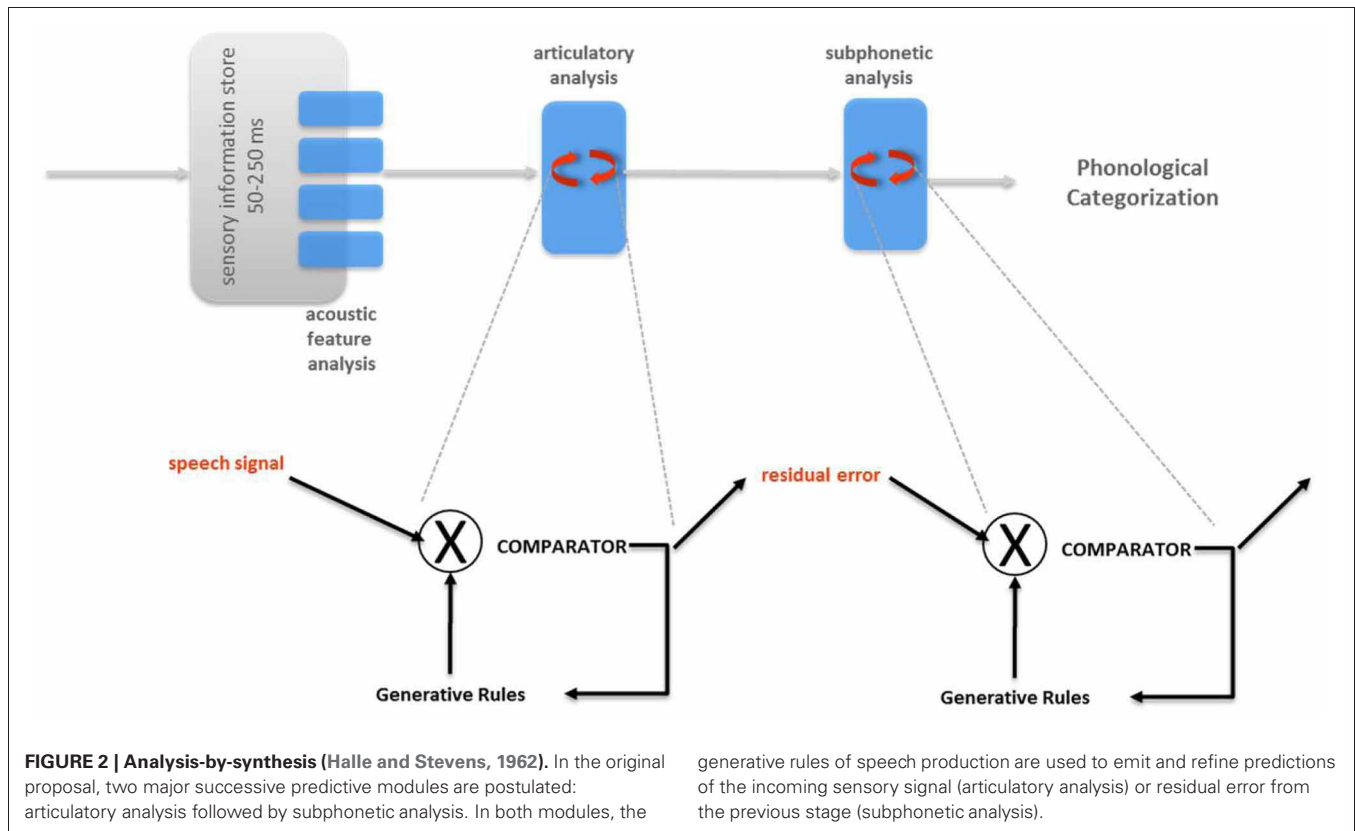 sensory information store
50-250 ms
acoustic
feature
analysis
articulatory
analysis
subphonetic
analysis
Phonological
Categorization
speech signal
X
COMPARATOR
Generative Rules
residual error
X
COMPARATOR
Generative Rules
FIGURE 2 | Analysis-by-synthesis (Halle and Stevens, 1962). In the original
proposal, two major successive predictive modules are postulated:
articulatory analysis followed by subphonetic analysis. In both modules, the
generative rules of speech production are used to emit and refine predictions
of the incoming sensory signal (articulatory analysis) or residual error from
the previous stage (subphonetic analysis).